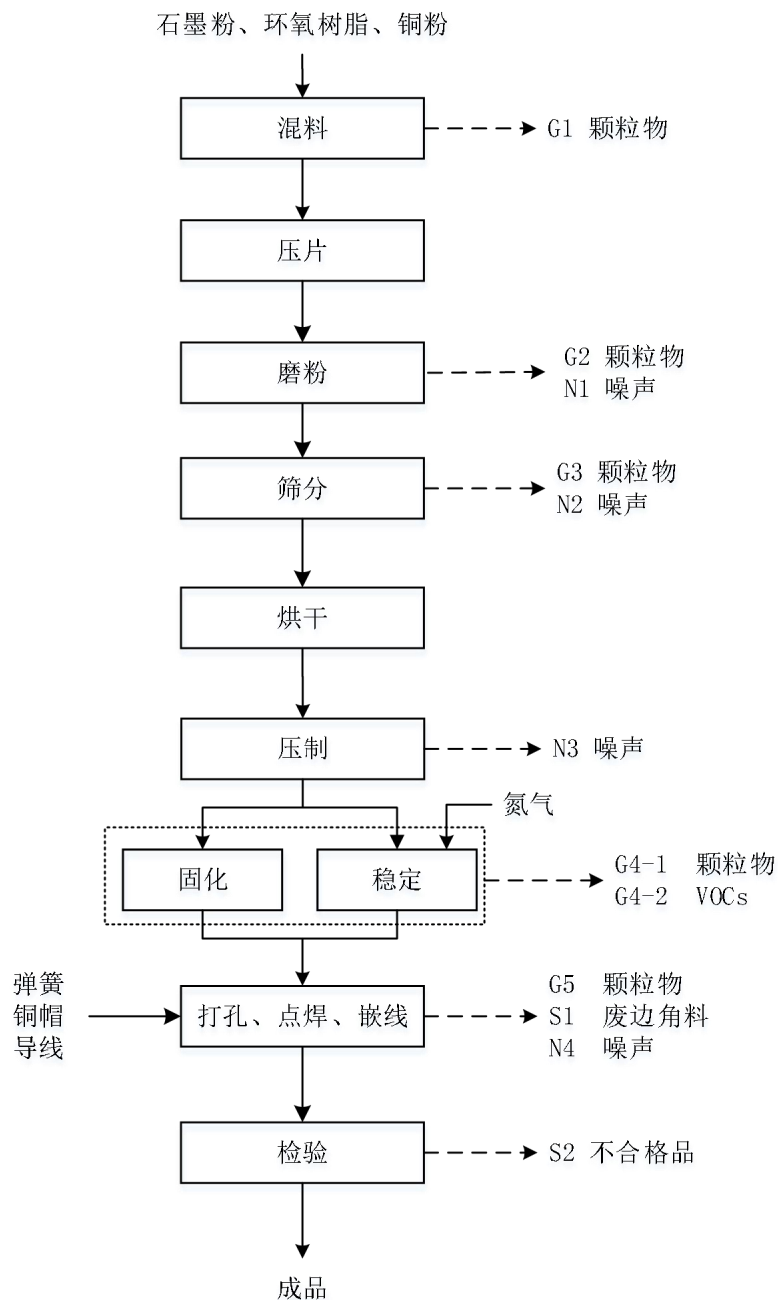 石墨粉、环氧树脂、铜粉
混料
G1 颗粒物
压片
磨粉
G2 颗粒物
N1 噪声
筛分
G3 颗粒物
N2 噪声
烘干
压制
N3 噪声
氮气
固化
稳定
G4-1 颗粒物
G4-2 VOCs
弹簧
铜帽
导线
打孔、点焊、嵌线
G5 颗粒物
S1 废边角料
N4 噪声
检验
S2 不合格品
成品